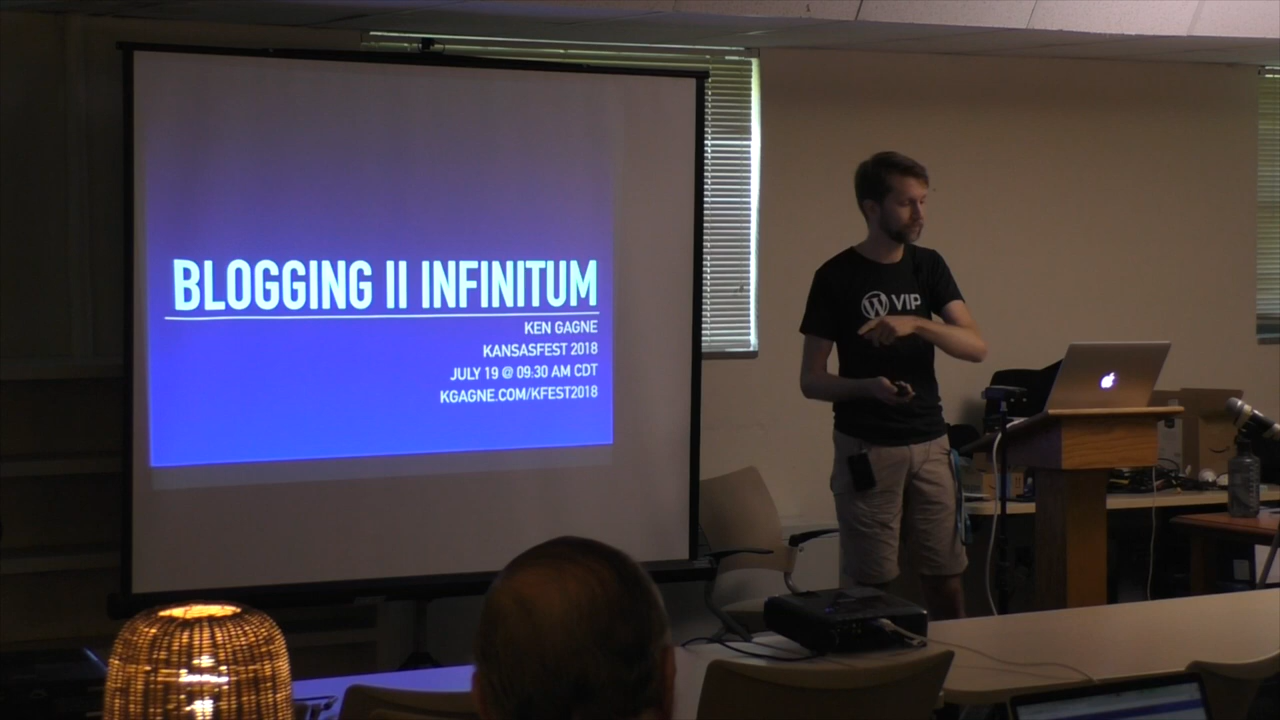 BLOGGING II INFINITUM
KEN GAGNE
KANSASFEST 2018
JULY 19 @ 09:30 AM CDT
KGAGNE.COM/KFEST2018
VIP